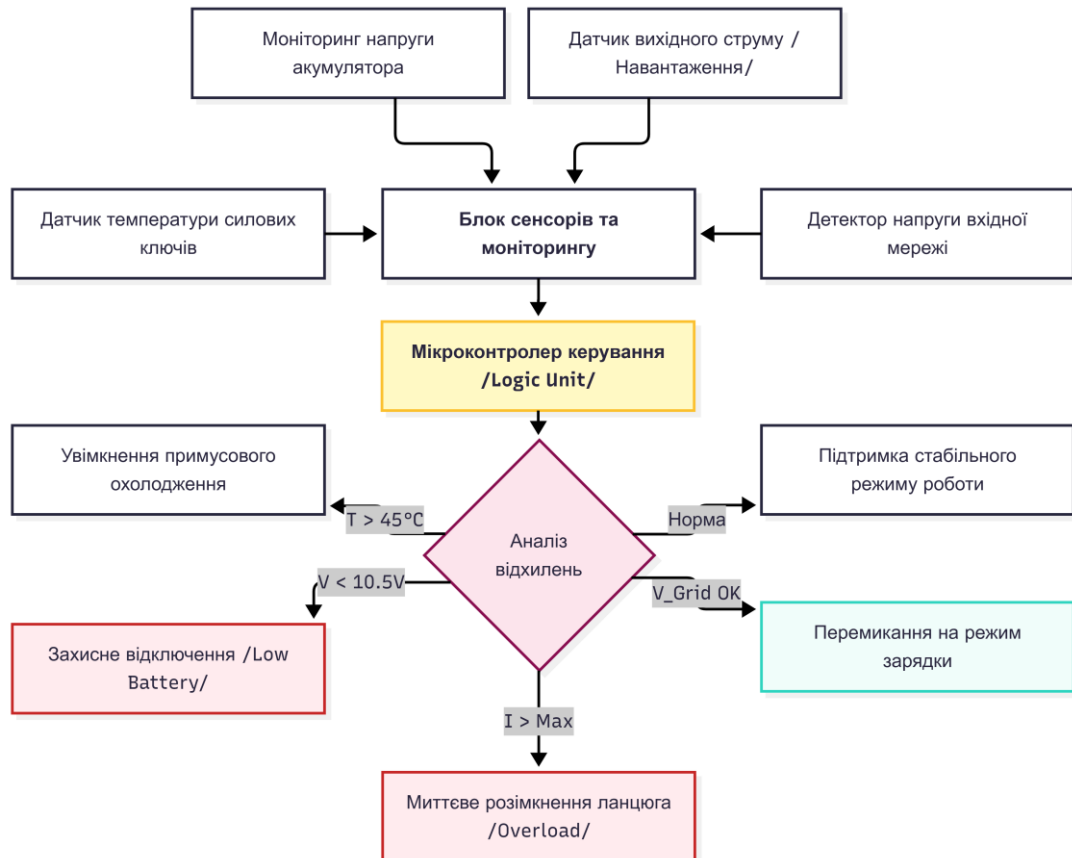 Моніторинг напруги
акумулятора
Датчик вихідного струму /
Навантаження/
Датчик температури силових
ключів
Блок сенсорів та
моніторингу
Детектор напруги вхідної
мережі
Мікроконтролер керування
/Logic Unit/
Увімкнення примусового
охолодження
Підтримка стабільного
режиму роботи
T > 45°C
Норма
Аналіз
відхилень
V < 10.5V
V_Grid OK
Захисне відключення /Low
Battery/
Перемикання на режим
зарядки
I > Max
Миттєве розімкнення ланцюга
/Overload/